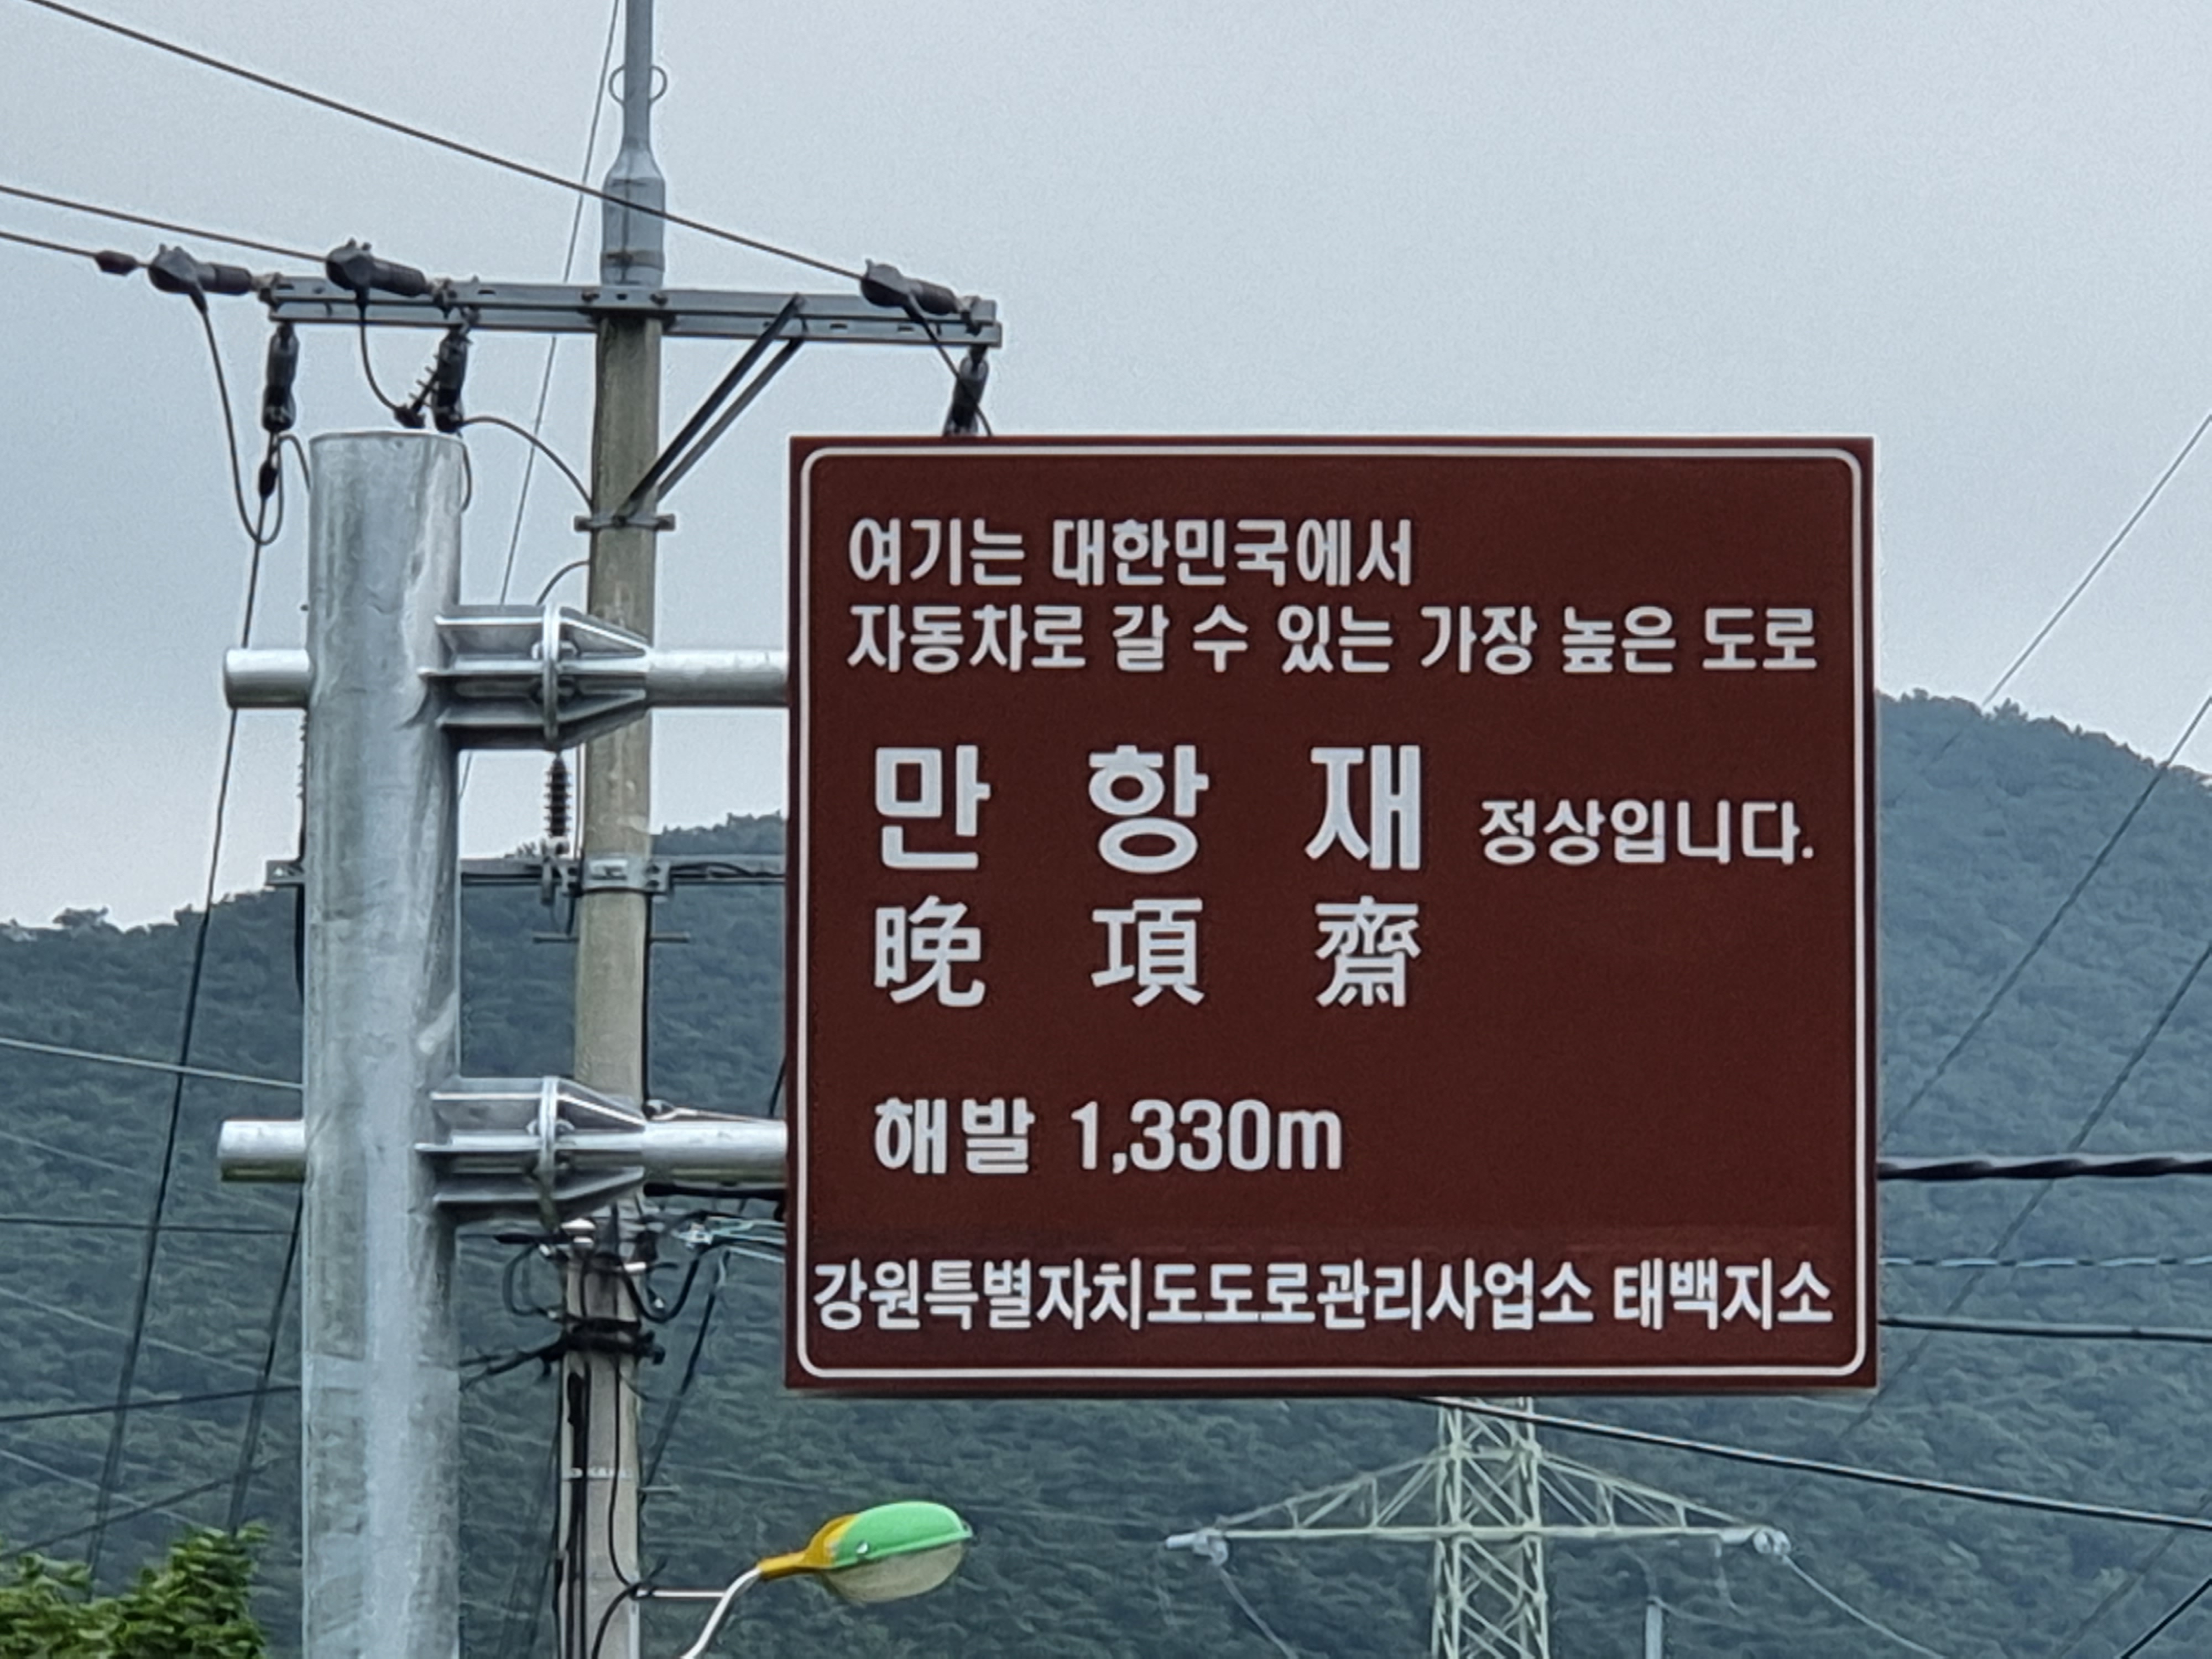 여기는 대한민국에서
자동차로 갈 수 있는 가장 높은 도로
만 항 재 정상입니다.
晩 項 齋
해발 1,330m
강원특별자치도도로관리사업소 태백지소